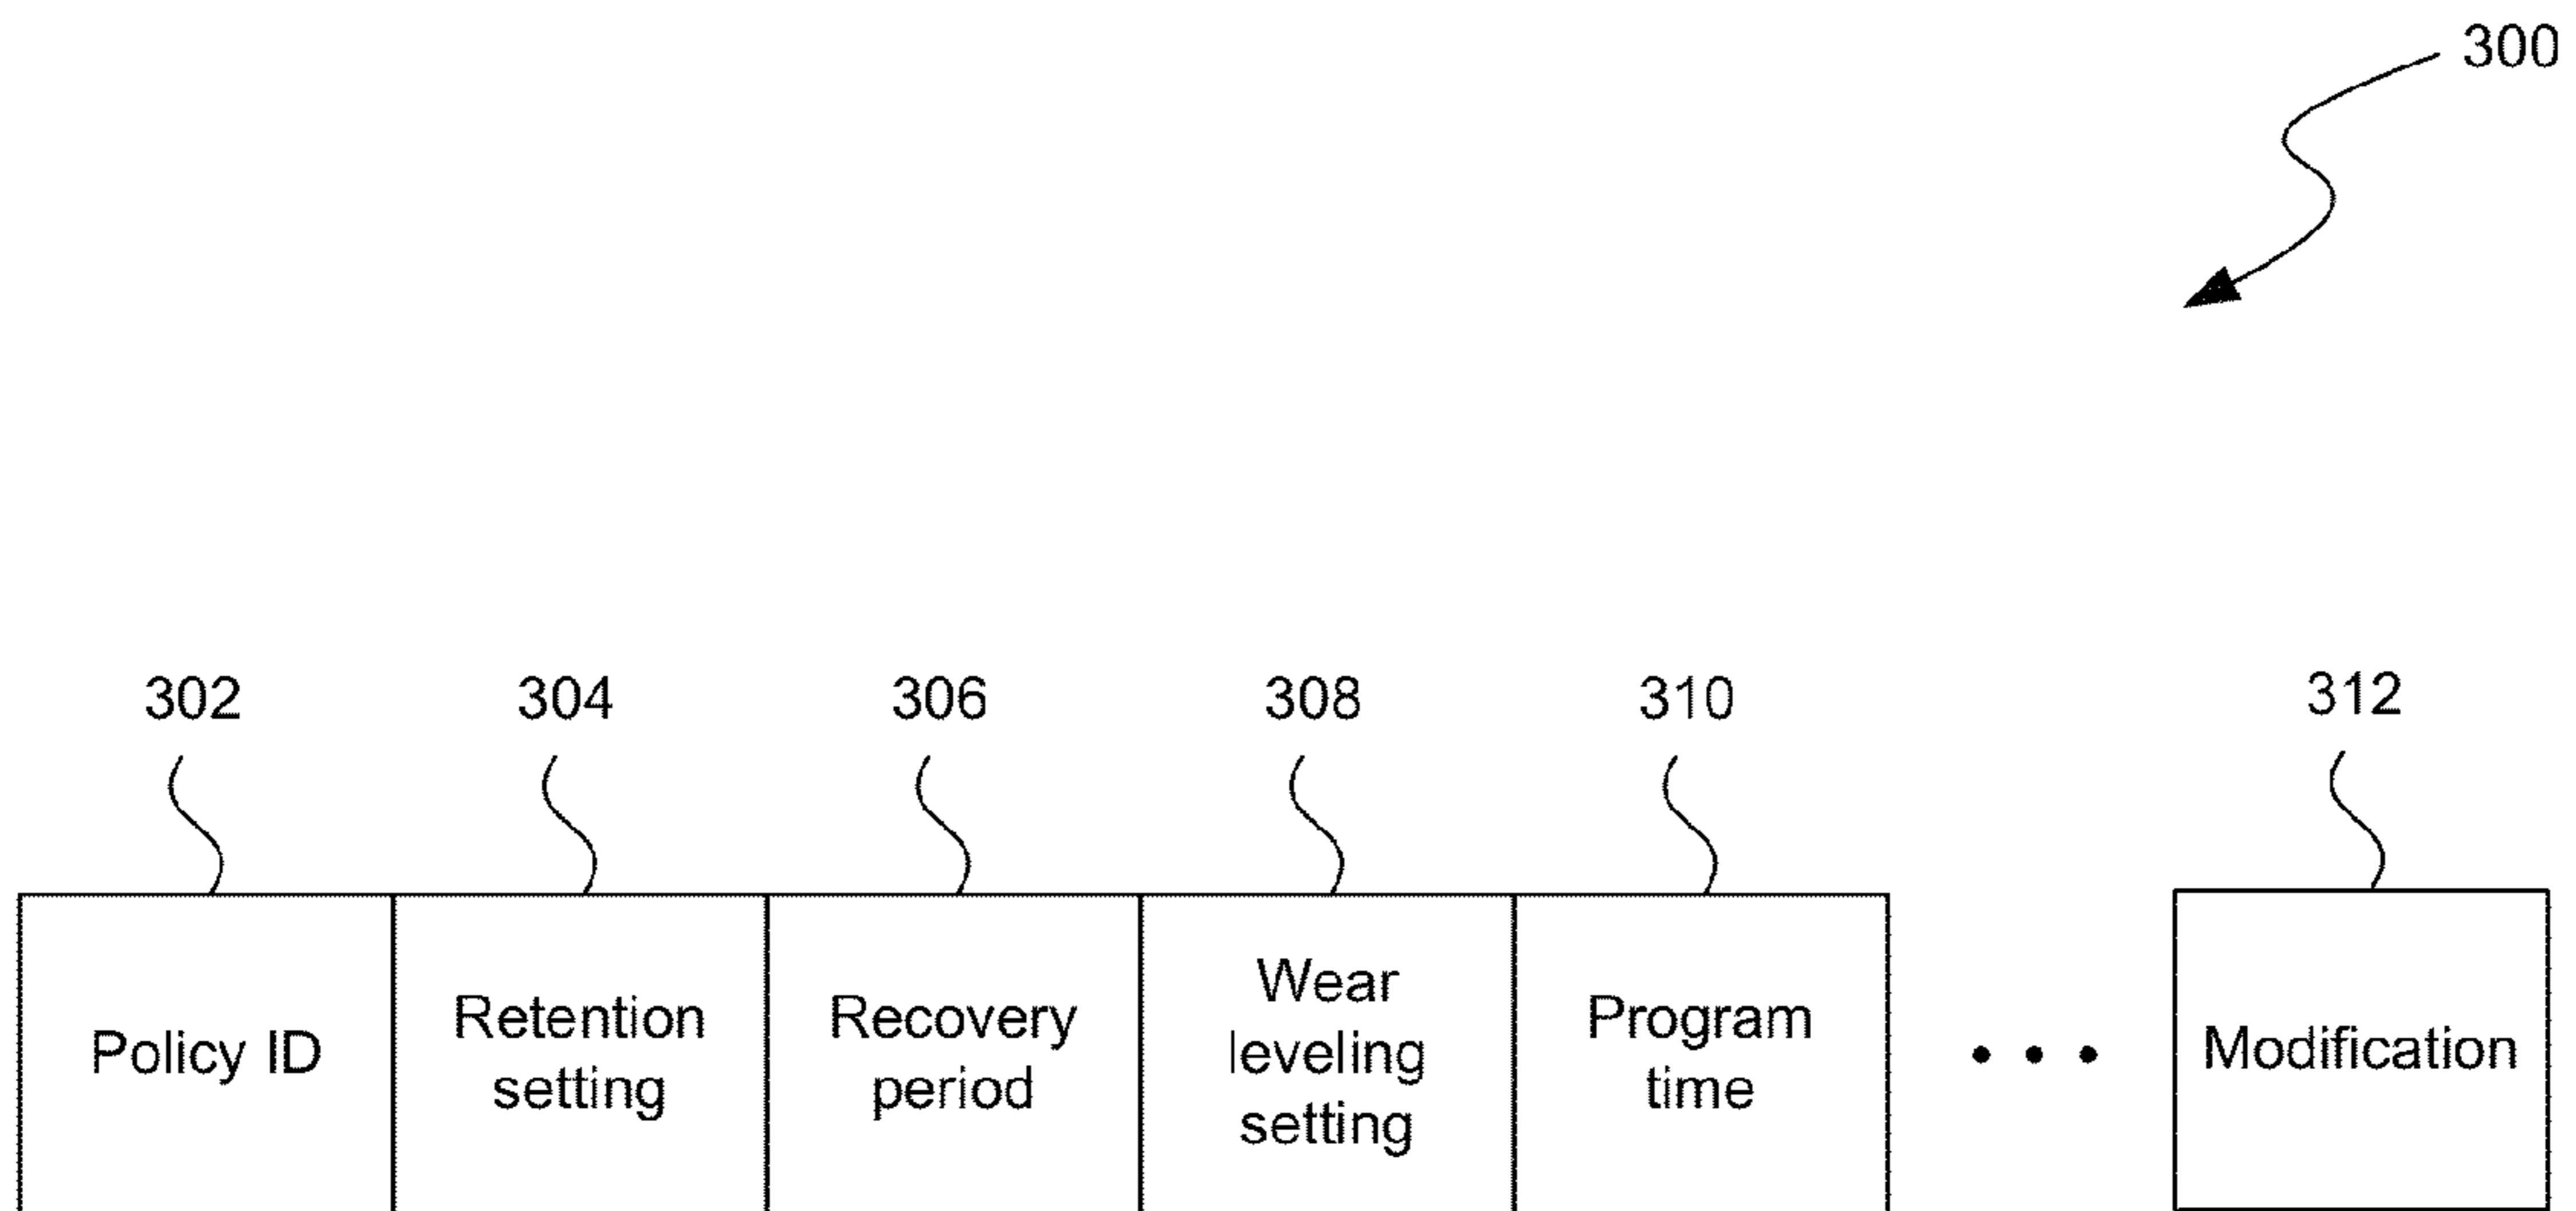 300
302 304 306 308 310 312
Policy ID
Retention
setting
Recovery
period
Wear
leveling
setting
Program
time
• • •
Modification